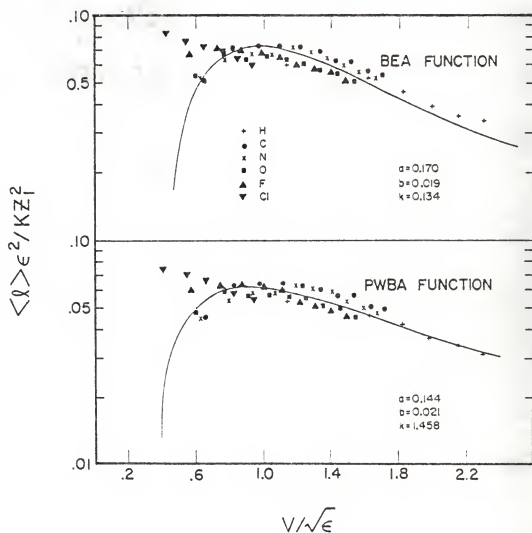 .10
BEA FUNCTION
0.5
+ H
● C
x N
■ O
▲ F
▼ Cl
a=0.170
b=0.019
k=0.134
<ℓ> ϵ²/KZ₁²
.10
PWBA FUNCTION
.05
a=0.144
b=0.021
k=1.458
.01
.2 .6 1.0 1.4 1.8 2.2
V/√ϵ